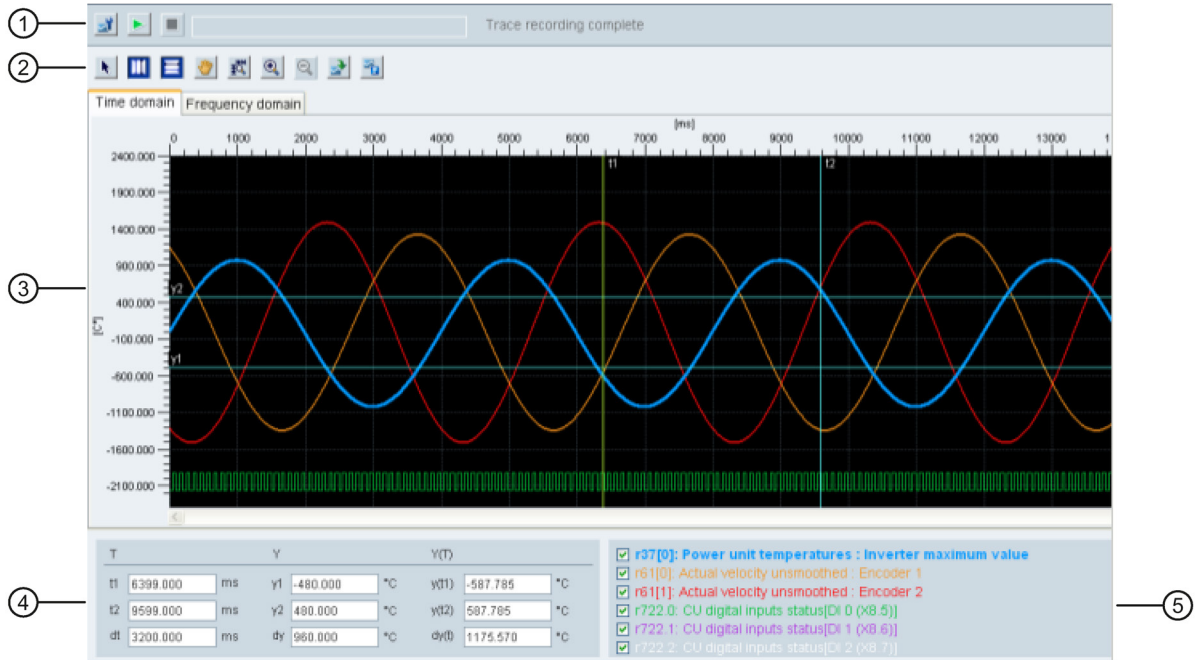 1
Trace recording complete
2
Time domain Frequency domain
[ms]
0 1000 2000 3000 4000 5000 6000 7000 8000 9000 10000 11000 12000 13000 1
2400.000
t1 t2
1900.000
1400.000
900.000
y2
3
400.000
[C°]
-100.000
y1
-600.000
-1100.000
-1600.000
-2100.000
T Y Y(T)
t1 6399.000 ms y1 -480.000 °C y(t1) -587.785 °C
t2 9599.000 ms y2 480.000 °C y(t2) 587.785 °C
dt 3200.000 ms dy 960.000 °C dy(t) 1175.570 °C
4
r37[0]: Power unit temperatures : Inverter maximum value
r61[0]: Actual velocity unsmoothed : Encoder 1
r61[1]: Actual velocity unsmoothed : Encoder 2
r722.0: CU digital inputs status[DI 0 (X8.5)]
r722.1: CU digital inputs status[DI 1 (X8.6)]
r722.2: CU digital inputs status[DI 2 (X8.7)]
5